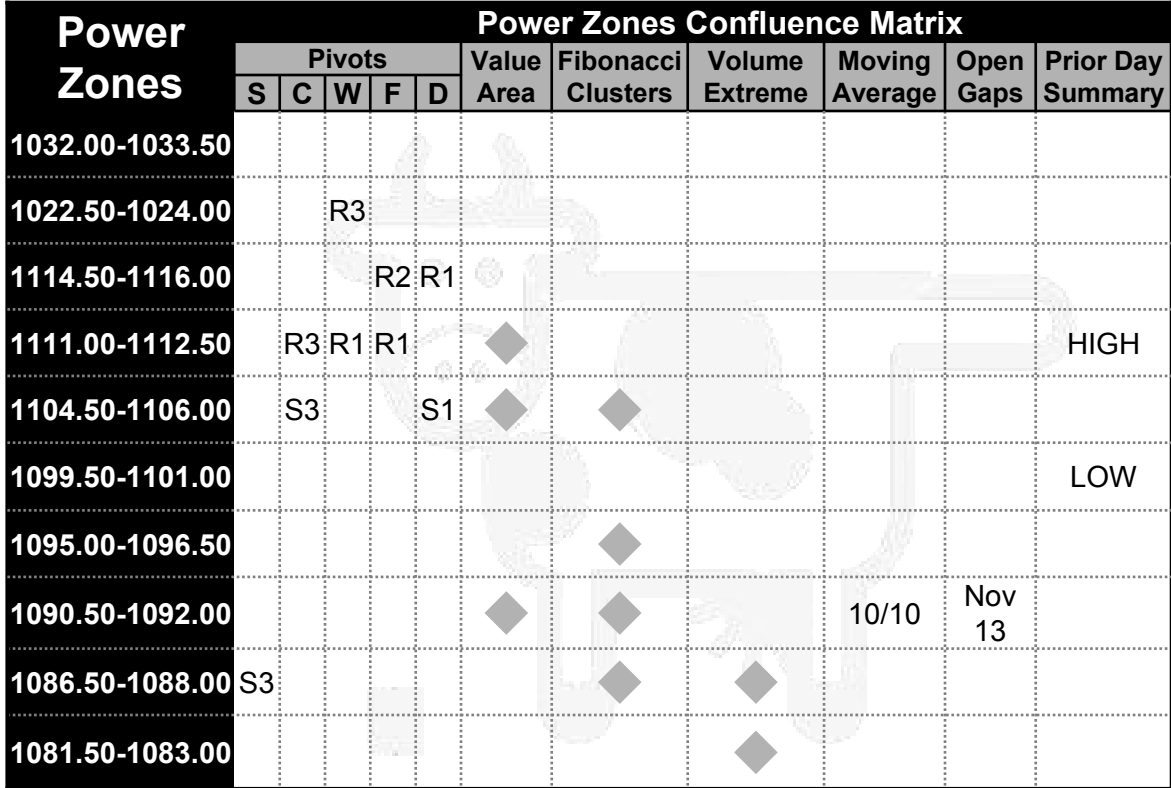 Power Zones
Power Zones Confluence Matrix
Pivots
Value Area
Fibonacci Clusters
Volume Extreme
Moving Average
Open Gaps
Prior Day Summary
S C W F D
1032.00-1033.50
1022.50-1024.00 R3
1114.50-1116.00 R2 R1
1111.00-1112.50 R3 R1 R1 HIGH
1104.50-1106.00 S3 S1
1099.50-1101.00 LOW
1095.00-1096.50
1090.50-1092.00 10/10 Nov 13
1086.50-1088.00 S3
1081.50-1083.00